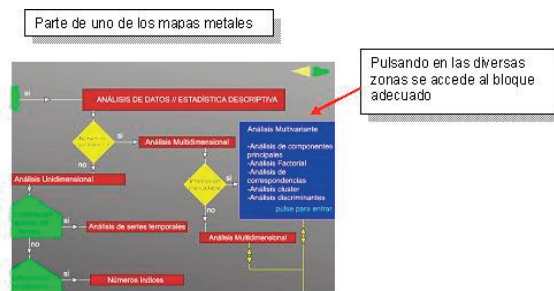 Parte de uno de los mapas metales
Pulsando en las diversas
zonas se accede al bloque
adecuado
si
ANÁLISIS DE DATOS // ESTADÍSTICA DESCRIPTIVA
si
Análisis Multidimensional
no
Análisis Unidimensional
si
Análisis Multivariante
-Análisis de componentes
principales
-Análisis Factorial
-Análisis de
correspondencias
-Análisis cluster
-Análisis discriminantes
pulse para entrar
si
Análisis de series temporales
no
Análisis Multidimensional
no
si
Números índices